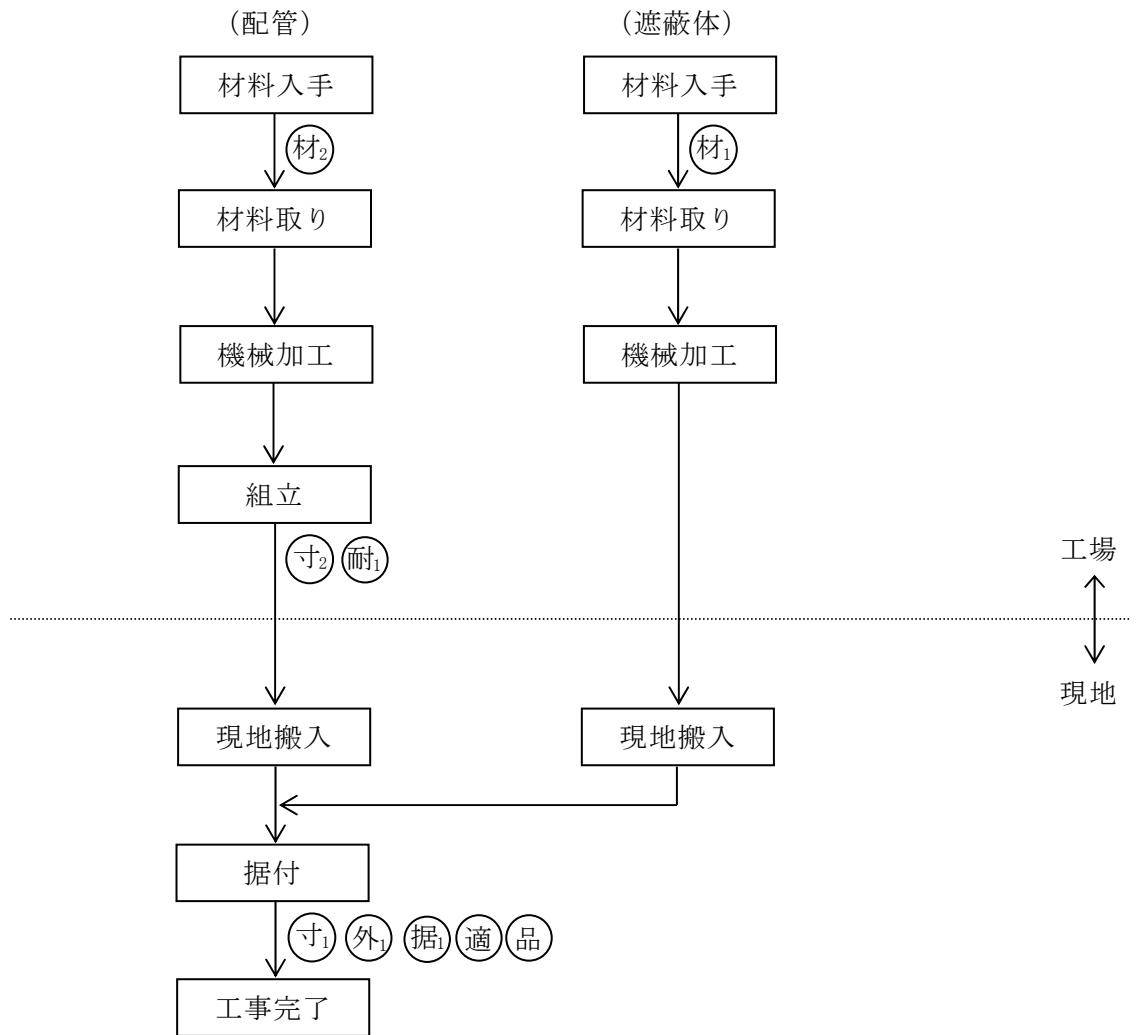 (配管) (遮蔽体)
材料入手 材料入手
材2 材1
材料取り 材料取り
機械加工 機械加工
組立
寸2 耐1
工場
現地
現地搬入 現地搬入
据付
寸1 外1 据1 適 品
工事完了